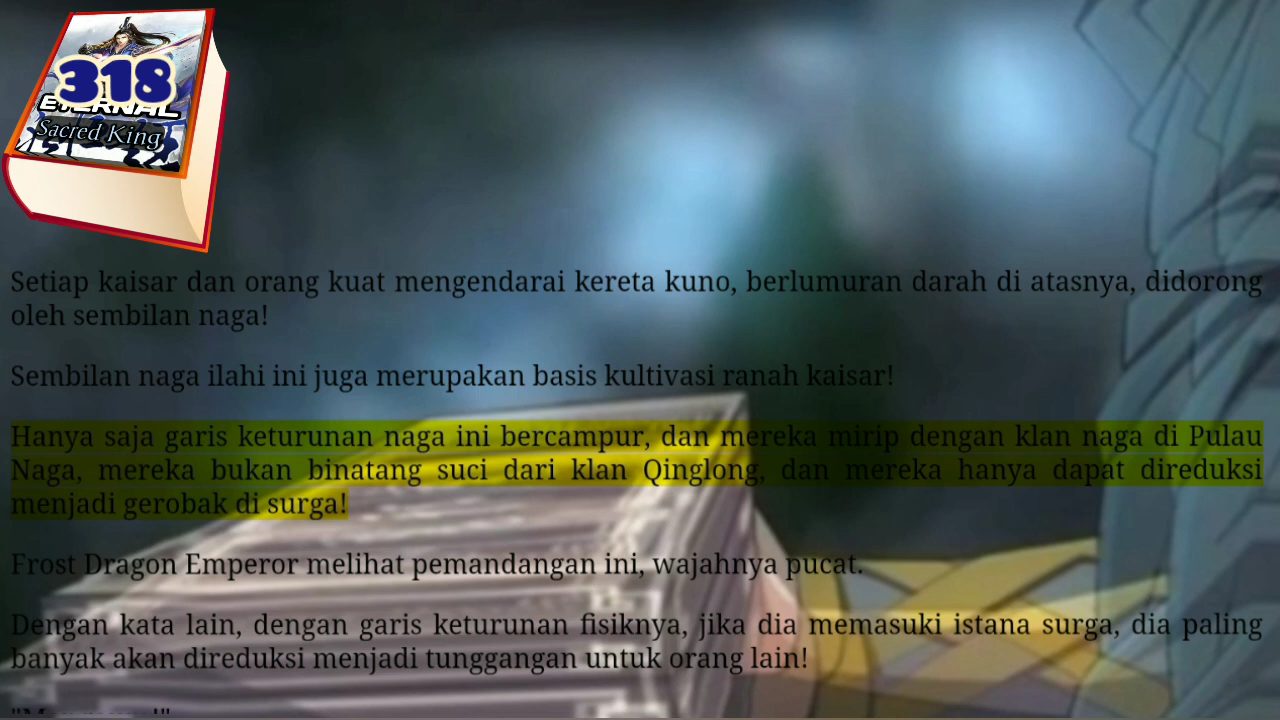 318
ETERNAL
Sacred King
Setiap kaisar dan orang kuat mengendarai kereta kuno, berlumuran darah di atasnya, didorong
oleh sembilan naga!
Sembilan naga ilahi ini juga merupakan basis kultivasi ranah kaisar!
Hanya saja garis keturunan naga ini bercampur, dan mereka mirip dengan klan naga di Pulau
Naga, mereka bukan binatang suci dari klan Qinglong, dan mereka hanya dapat direduksi
menjadi gerobak di surga!
Frost Dragon Emperor melihat pemandangan ini, wajahnya pucat.
Dengan kata lain, dengan garis keturunan fisiknya, jika dia memasuki istana surga, dia paling
banyak akan direduksi menjadi tunggangan untuk orang lain!